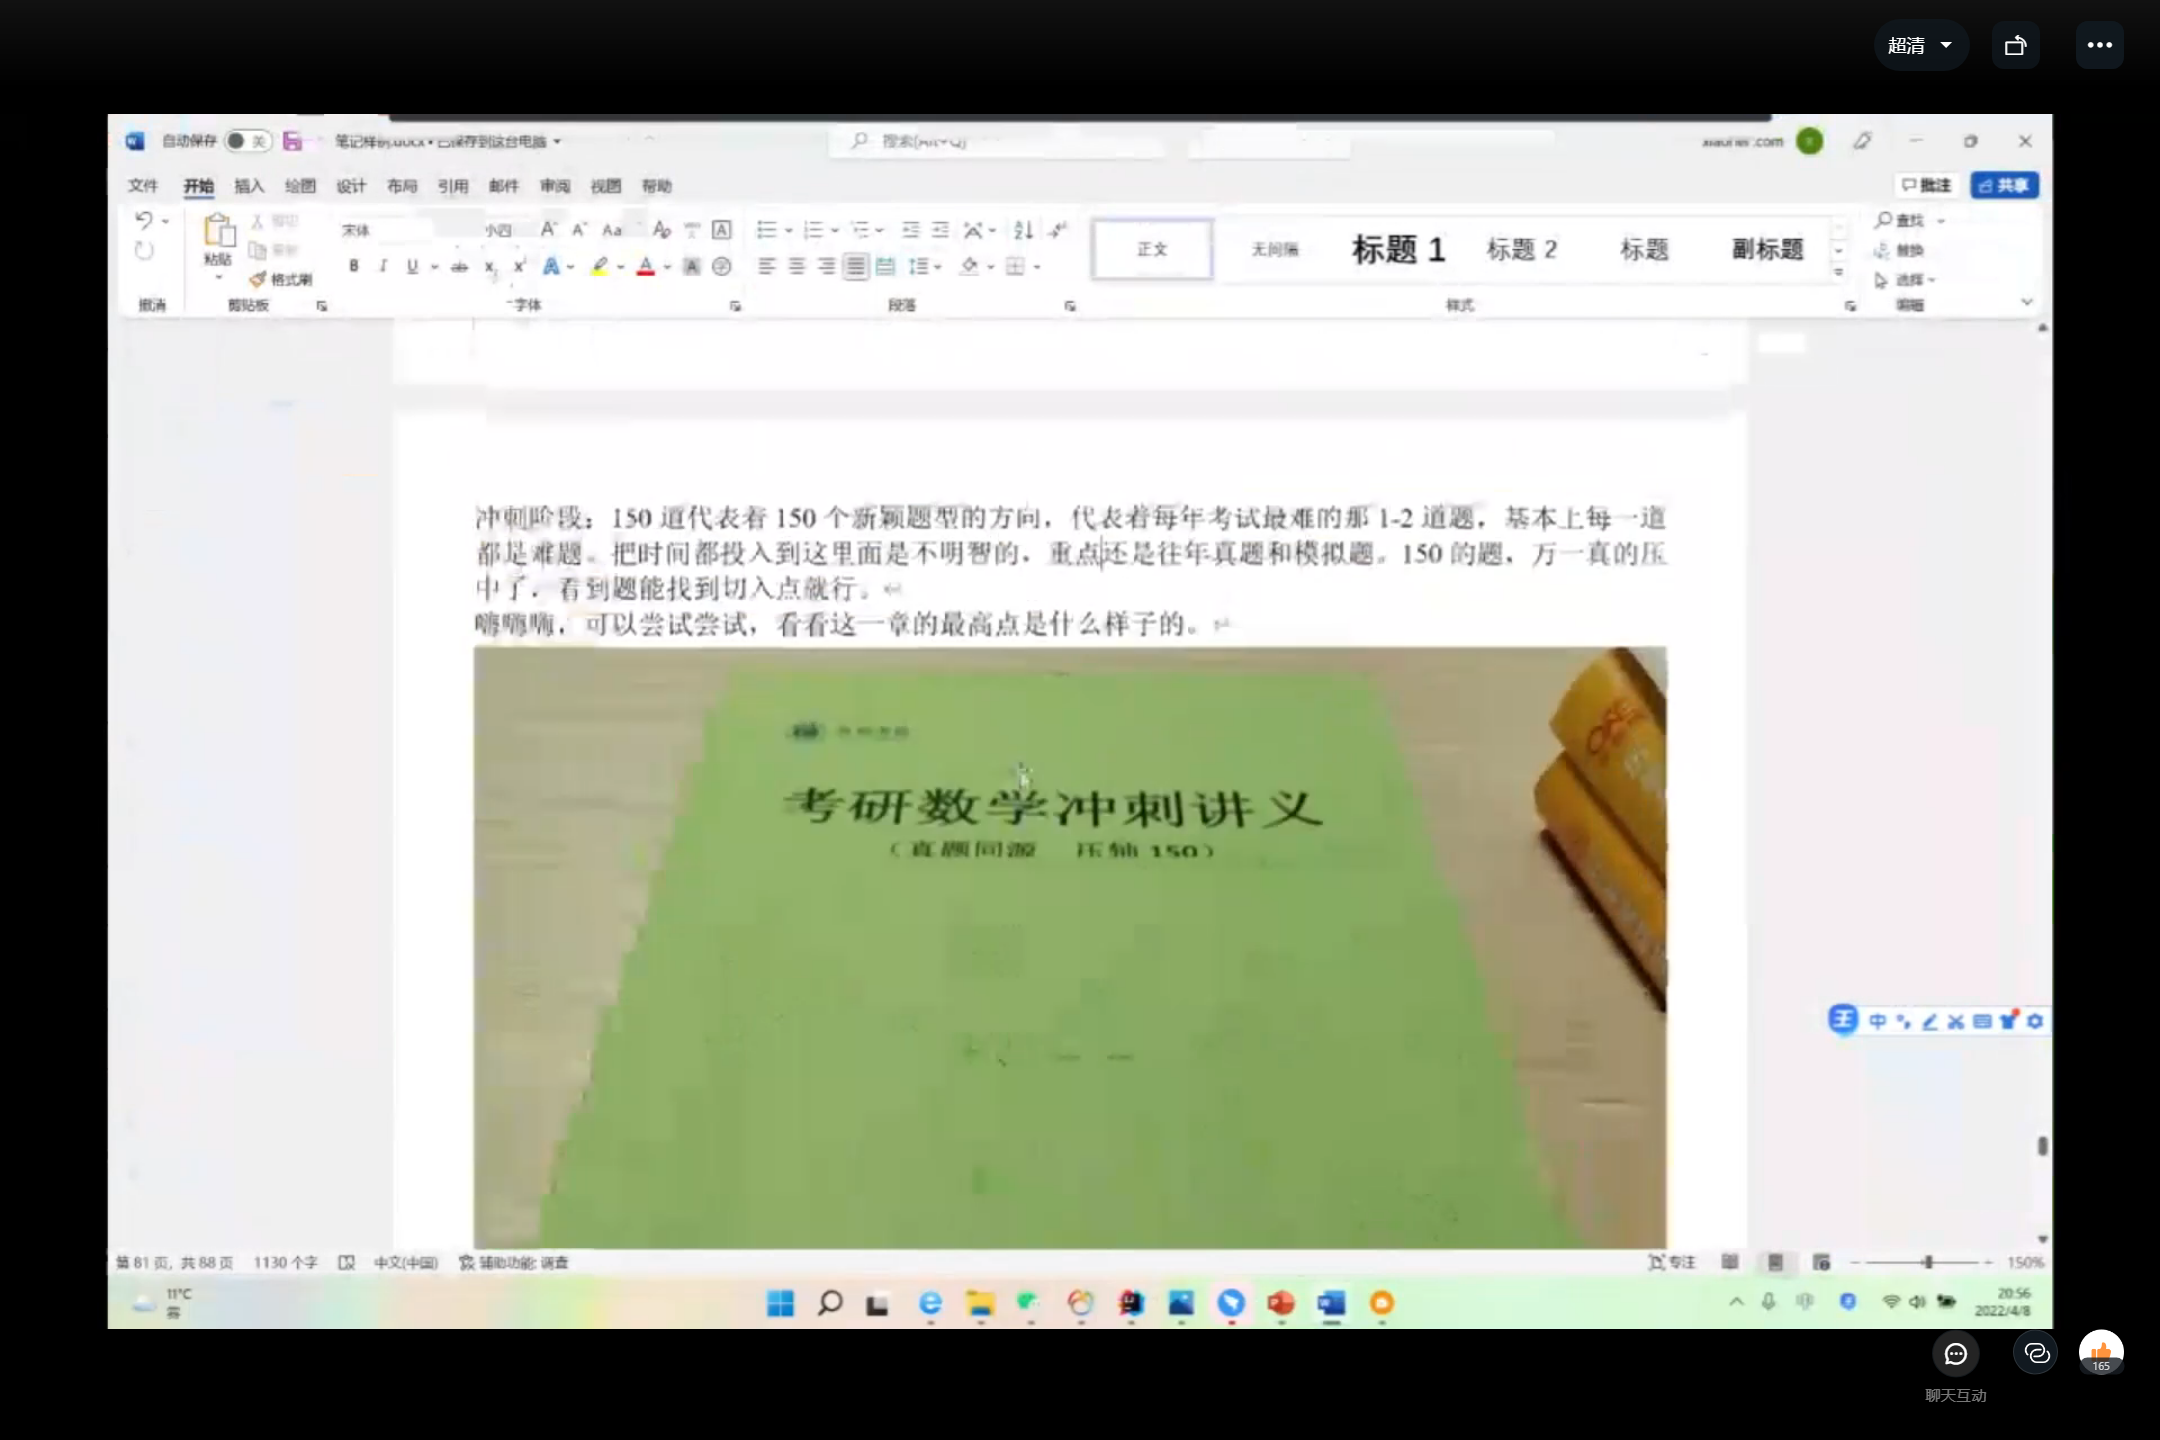 超清
自动保存 关 笔记样例.docx • 已保存到这台电脑
搜索(Alt+Q)
文件 开始 插入 绘图 设计 布局 引用 邮件 审阅 视图 帮助
批注 共享
粘贴 格式刷
宋体 小四
正文 无间隔 标题 1 标题 2 标题 副标题
查找
替换
选择
撤消 剪贴板 字体 段落 样式 编辑
冲刺阶段：150 道代表着 150 个新颖题型的方向，代表着每年考试最难的那 1-2 道题，基本上每一道
都是难题。把时间都投入到这里面是不明智的，重点还是往年真题和模拟题。150 的题，万一真的压
中了，看到题能找到切入点就行。
嗨嗨嗨，可以尝试尝试，看看这一章的最高点是什么样子的。
考研数学冲刺讲义
（真题同源 压轴 150）
中
第 81 页，共 88 页 1130 个字 中文(中国) 辅助功能: 调查
专注 150%
11°C
雾
20:56
2022/4/8
165
聊天互动